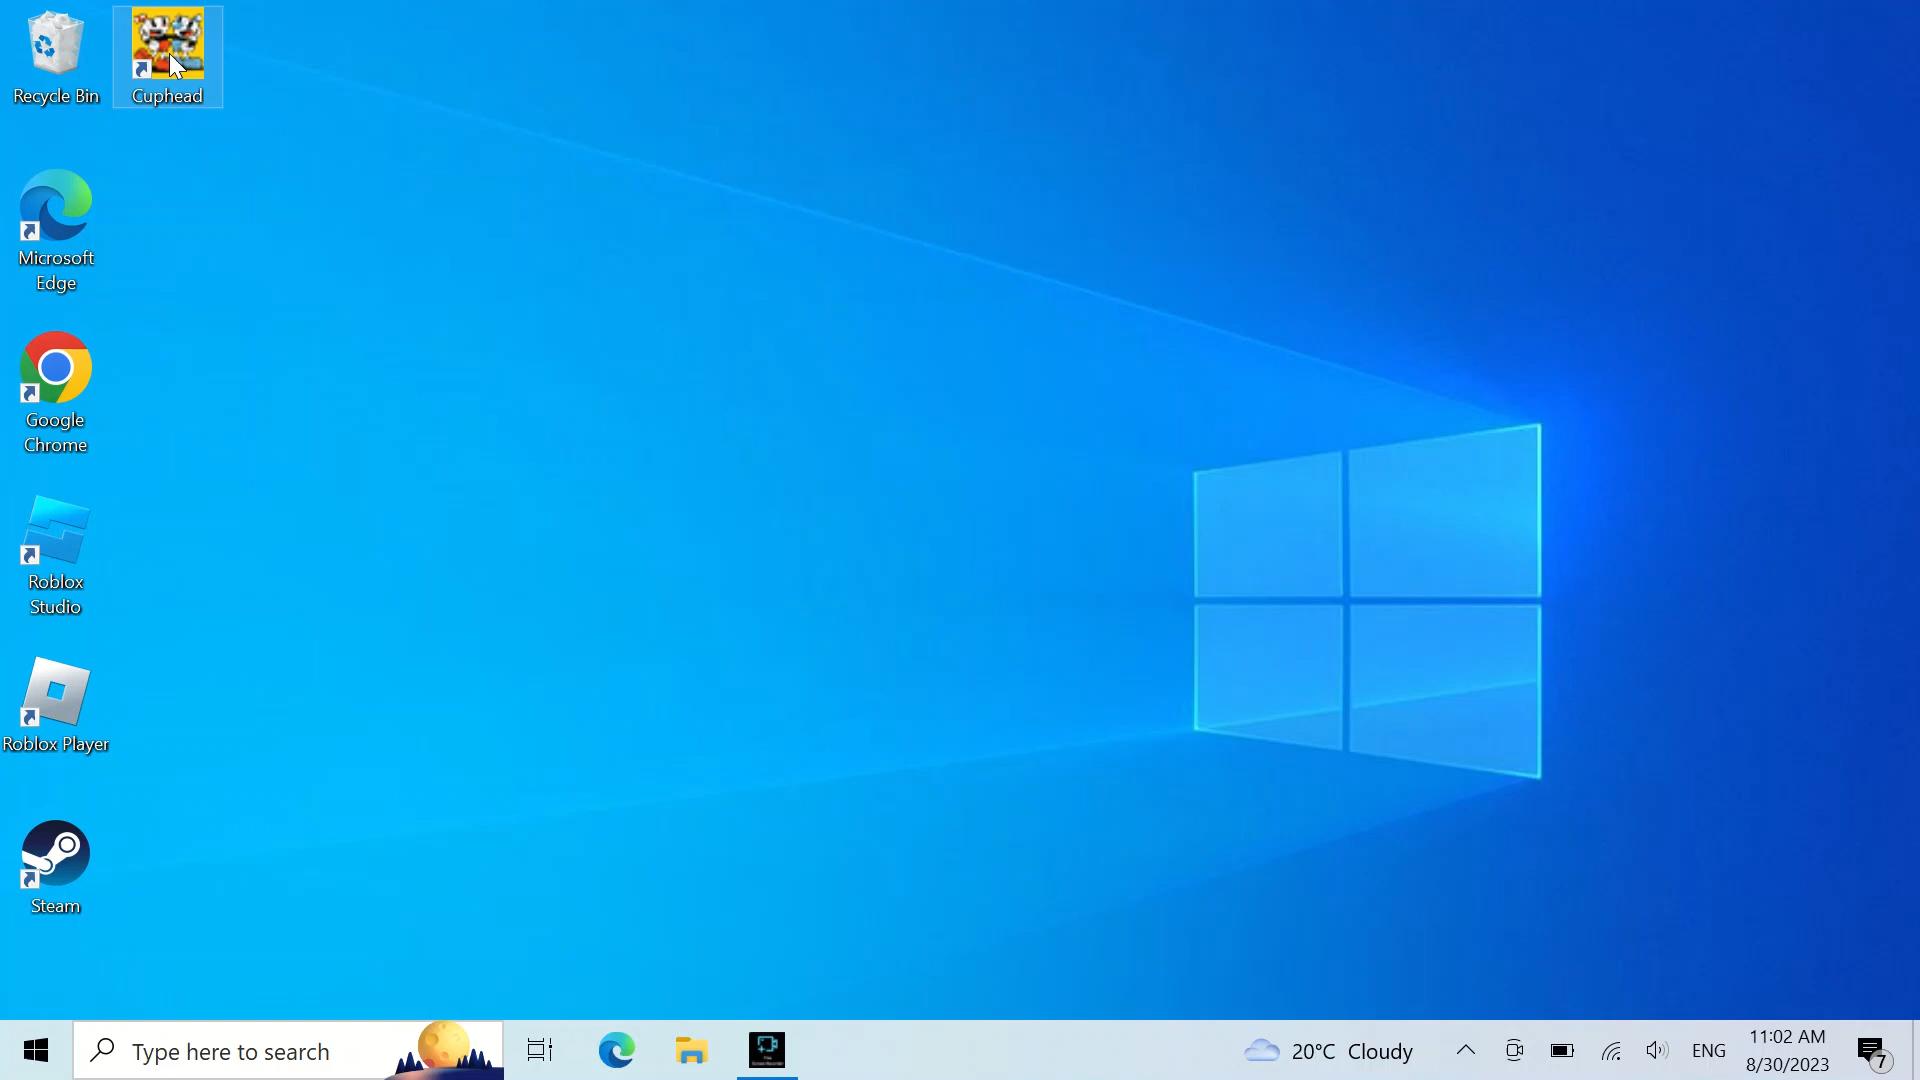 Recycle Bin
Cuphead
Microsoft
Edge
Google
Chrome
Roblox
Studio
Roblox Player
Steam
Type here to search
20°C Cloudy
ENG
11:02 AM
8/30/2023
7